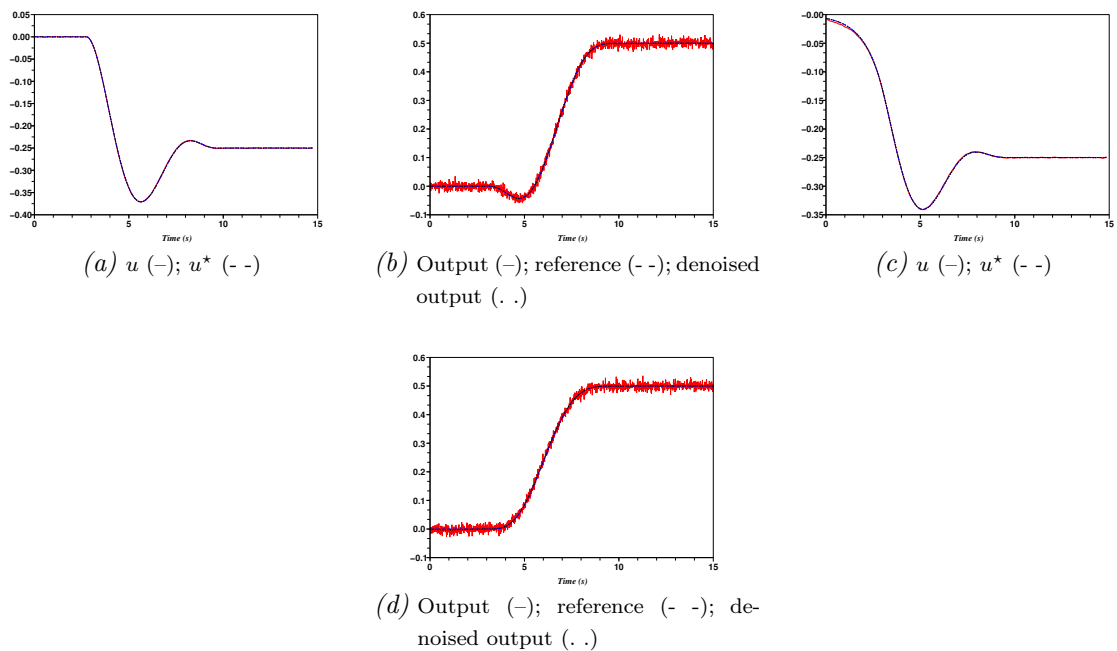 0.05
0.00
−0.05
−0.10
−0.15
−0.20
−0.25
−0.30
−0.35
−0.40
0 5 10 15
Time (s)
(a) u (–); u⋆ (- -)
0.6
0.5
0.4
0.3
0.2
0.1
0.0
−0.1
0 5 10 15
Time (s)
(b) Output (–); reference (- -); denoised
output (. .)
−0.00
−0.05
−0.10
−0.15
−0.20
−0.25
−0.30
−0.35
0 5 10 15
Time (s)
(c) u (–); u⋆ (- -)
0.6
0.5
0.4
0.3
0.2
0.1
0.0
−0.1
0 5 10 15
Time (s)
(d) Output (–); reference (- -); de-
noised output (. .)